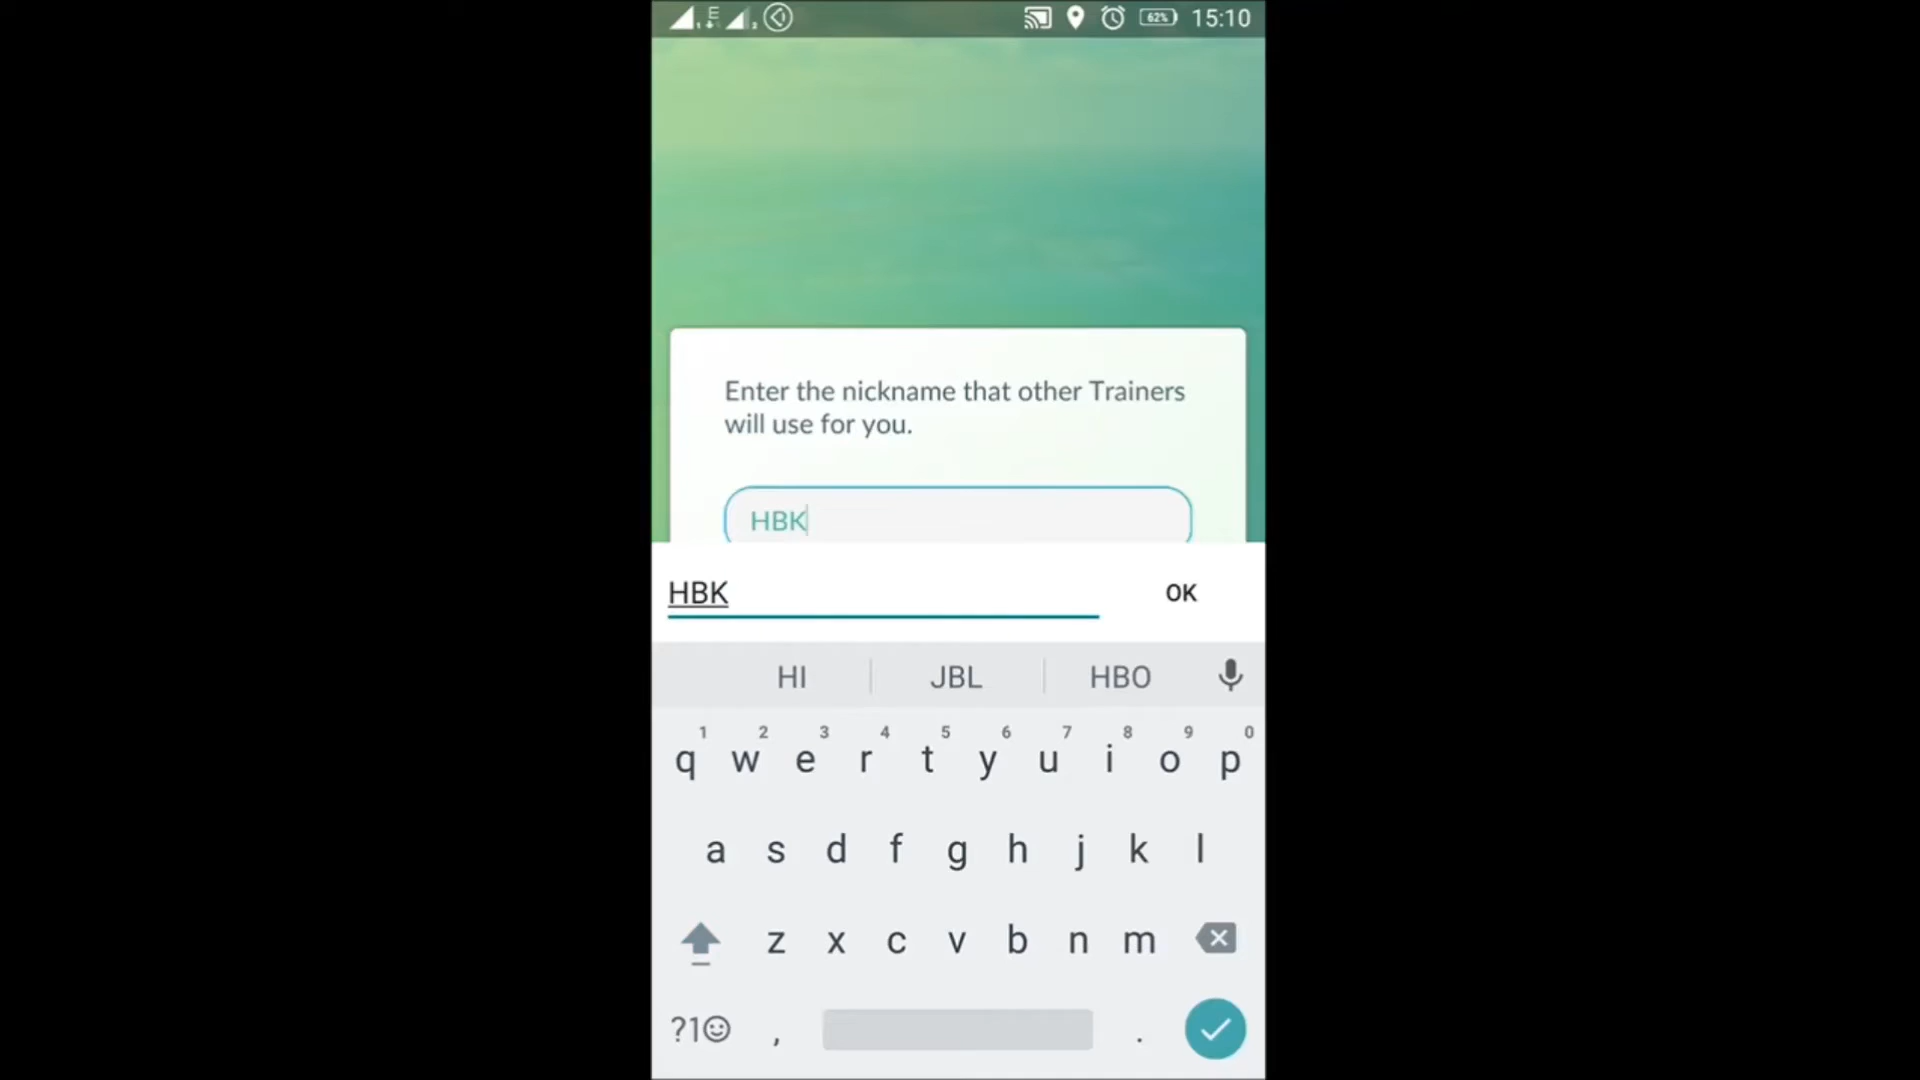 62% 15:10
Enter the nickname that other Trainers
will use for you.
HBK
HBK OK
HI JBL HBO
1 2 3 4 5 6 7 8 9 0
q w e r t y u i o p
a s d f g h j k l
z x c v b n m
?1☺ , .